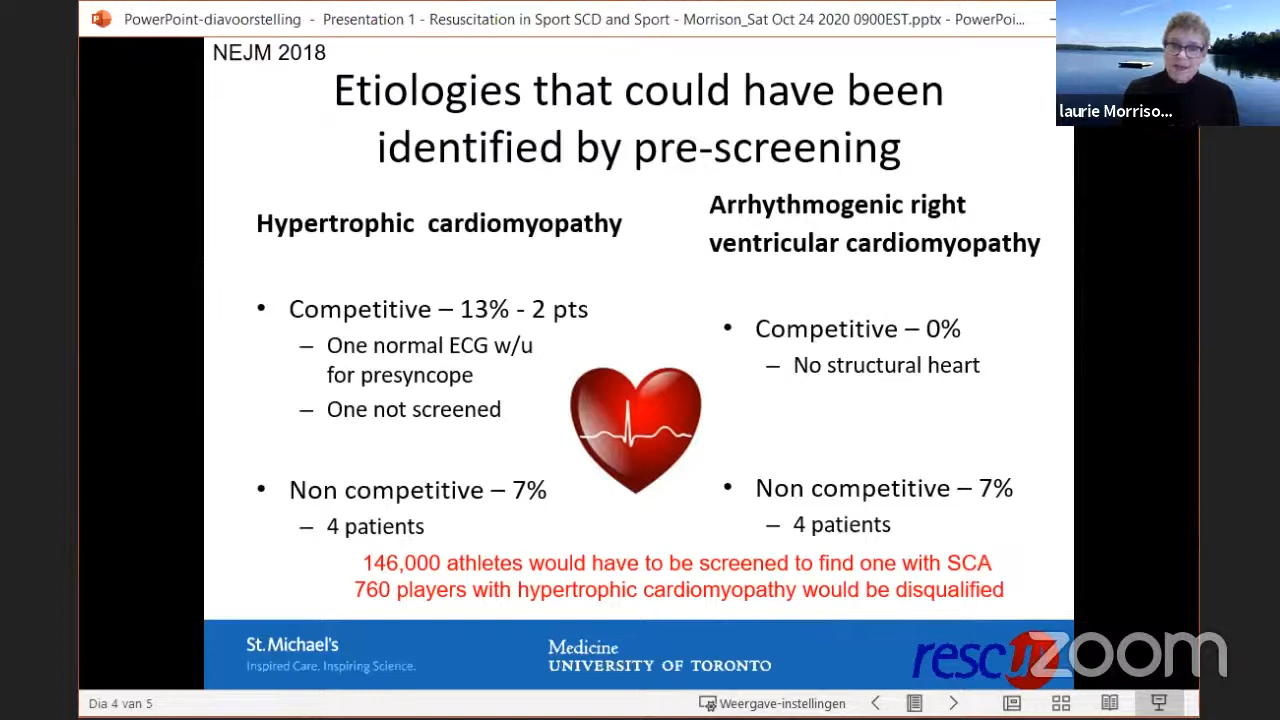 PowerPoint-diavoorstelling - Presentation 1 - Resuscitation in Sport SCD and Sport - Morrison_Sat Oct 24 2020 0900EST.pptx - PowerPoi...
laurie Morriso...
NEJM 2018
Etiologies that could have been
identified by pre-screening
Hypertrophic cardiomyopathy
• Competitive – 13% - 2 pts
– One normal ECG w/u
for presyncope
– One not screened
• Non competitive – 7%
– 4 patients
Arrhythmogenic right
ventricular cardiomyopathy
• Competitive – 0%
– No structural heart
• Non competitive – 7%
– 4 patients
146,000 athletes would have to be screened to find one with SCA
760 players with hypertrophic cardiomyopathy would be disqualified
St. Michael's
Inspired Care. Inspiring Science.
Medicine
UNIVERSITY OF TORONTO
resc
zoom
Dia 4 van 5
Weergave-instellingen